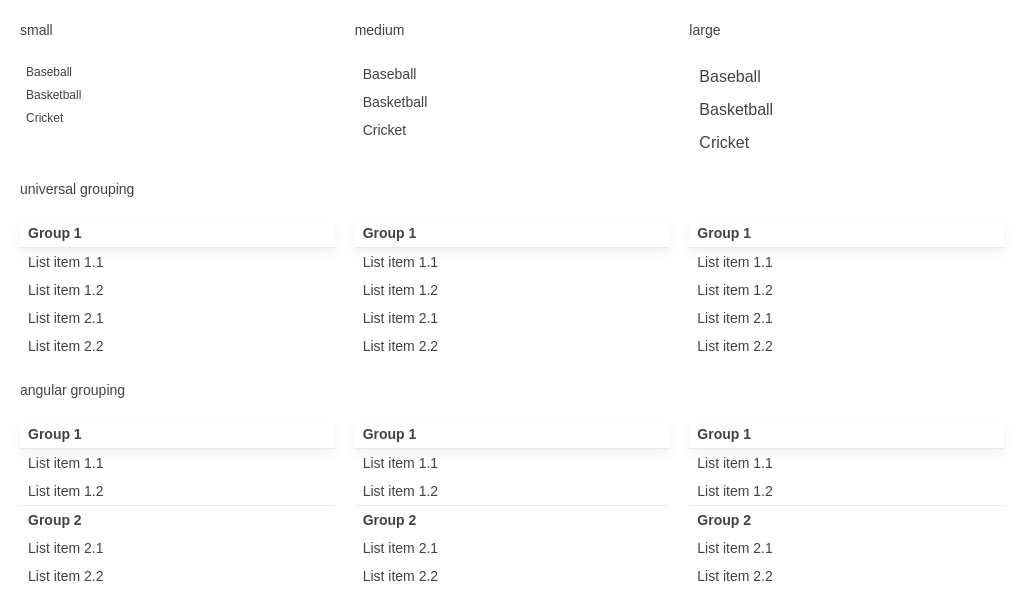 small medium large
Baseball Baseball Baseball
Basketball Basketball Basketball
Cricket Cricket Cricket
universal grouping
Group 1 Group 1 Group 1
List item 1.1 List item 1.1 List item 1.1
List item 1.2 List item 1.2 List item 1.2
List item 2.1 List item 2.1 List item 2.1
List item 2.2 List item 2.2 List item 2.2
angular grouping
Group 1 Group 1 Group 1
List item 1.1 List item 1.1 List item 1.1
List item 1.2 List item 1.2 List item 1.2
Group 2 Group 2 Group 2
List item 2.1 List item 2.1 List item 2.1
List item 2.2 List item 2.2 List item 2.2